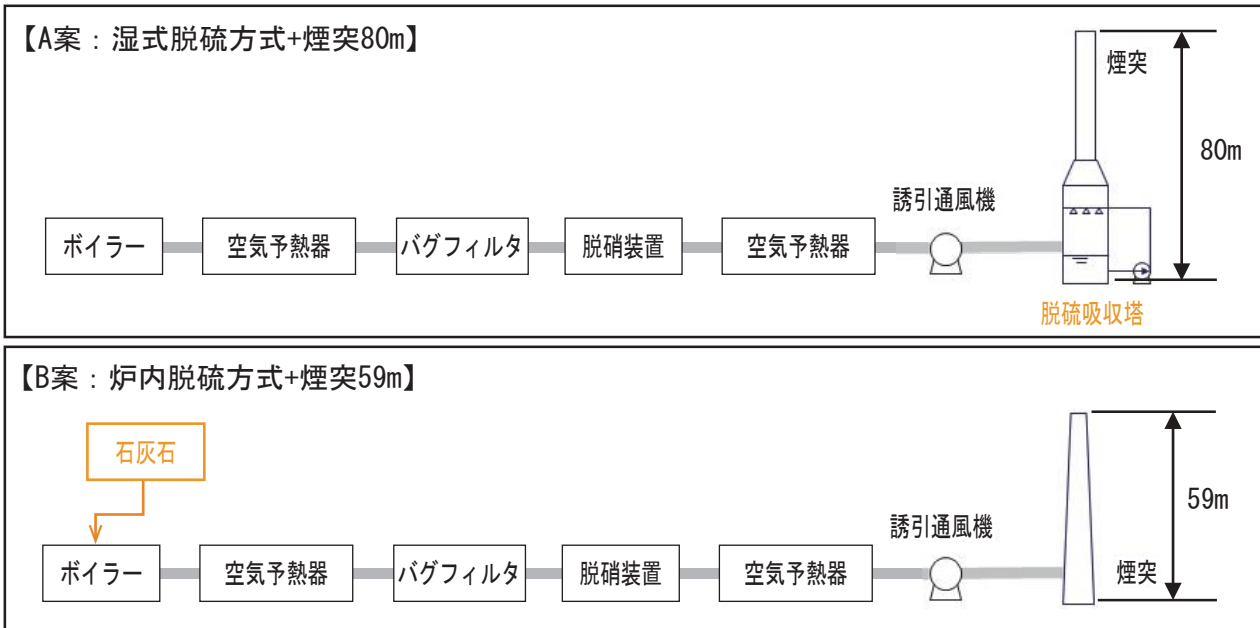 【A案：湿式脱硫方式+煙突80m】
煙突
80m
誘引通風機
ボイラー
空気予熱器
バグフィルタ
脱硝装置
空気予熱器
脱硫吸収塔
【B案：炉内脱硫方式+煙突59m】
石灰石
59m
誘引通風機
ボイラー
空気予熱器
バグフィルタ
脱硝装置
空気予熱器
煙突